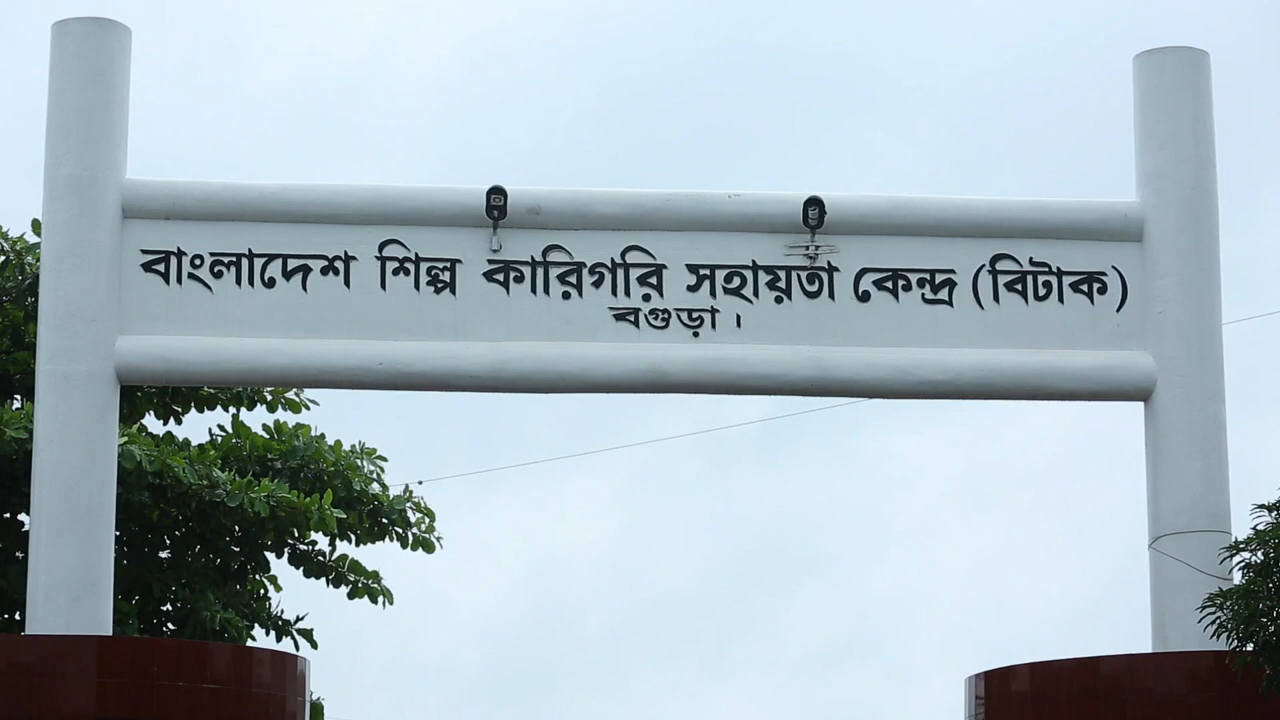 বাংলাদেশ শিল্প কারিগরি সহায়তা কেন্দ্র (বিটাক)
বগুড়া ।